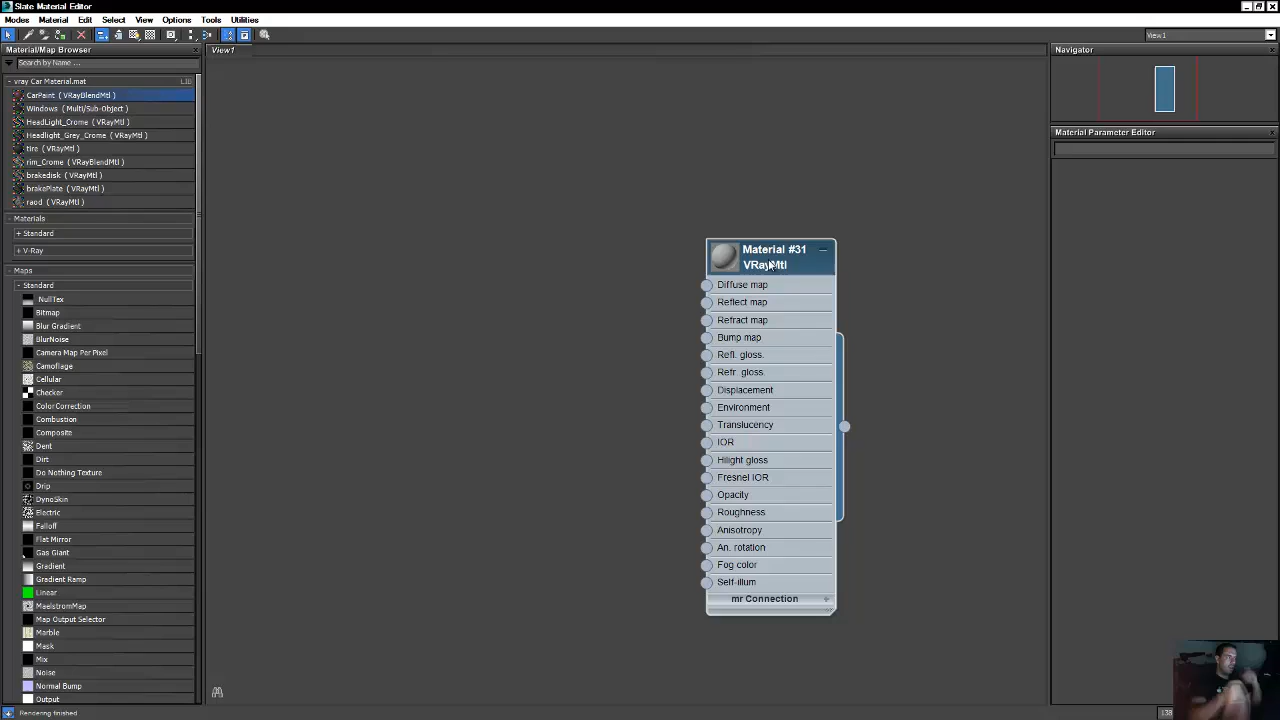 Slate Material Editor
Modes Material Edit Select View Options Tools Utilities
View1
Material/Map Browser
Search by Name ...
vray Car Material.mat LIB
CarPaint ( VRayBlendMtl )
Windows ( Multi/Sub-Object )
HeadLight_Crome ( VRayMtl )
Headlight_Grey_Crome ( VRayMtl )
tire ( VRayMtl )
rim_Crome ( VRayBlendMtl )
brakedisk ( VRayMtl )
brakePlate ( VRayMtl )
raod ( VRayMtl )
- Materials
+ Standard
+ V-Ray
- Maps
- Standard
NullTex
Bitmap
Blur Gradient
BlurNoise
Camera Map Per Pixel
Camoflage
Cellular
Checker
ColorCorrection
Combustion
Composite
Dent
Dirt
Do Nothing Texture
Drip
DynoSkin
Electric
Falloff
Flat Mirror
Gas Giant
Gradient
Gradient Ramp
Linear
MaelstromMap
Map Output Selector
Marble
Mask
Mix
Noise
Normal Bump
Output
Rendering finished
View1
Material #31
VRayMtl
Diffuse map
Reflect map
Refract map
Bump map
Refl. gloss.
Refr. gloss.
Displacement
Environment
Translucency
IOR
Hilight gloss
Fresnel IOR
Opacity
Roughness
Anisotropy
An. rotation
Fog color
Self-illum
mr Connection +
Navigator
Material Parameter Editor